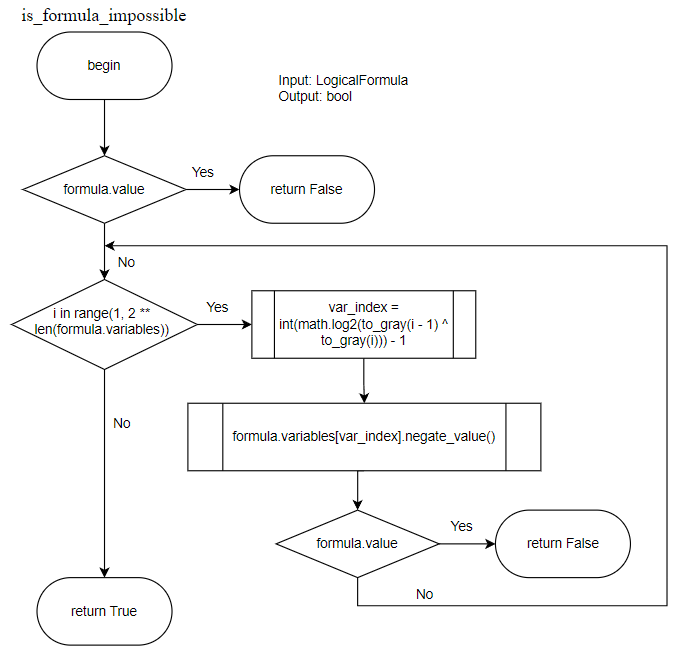 is_formula_impossible
begin
Input: LogicalFormula
Output: bool
formula.value
Yes
return False
No
i in range(1, 2 **
len(formula.variables))
Yes
var_index =
int(math.log2(to_gray(i - 1) ^
to_gray(i))) - 1
No
formula.variables[var_index].negate_value()
formula.value
Yes
return False
No
return True